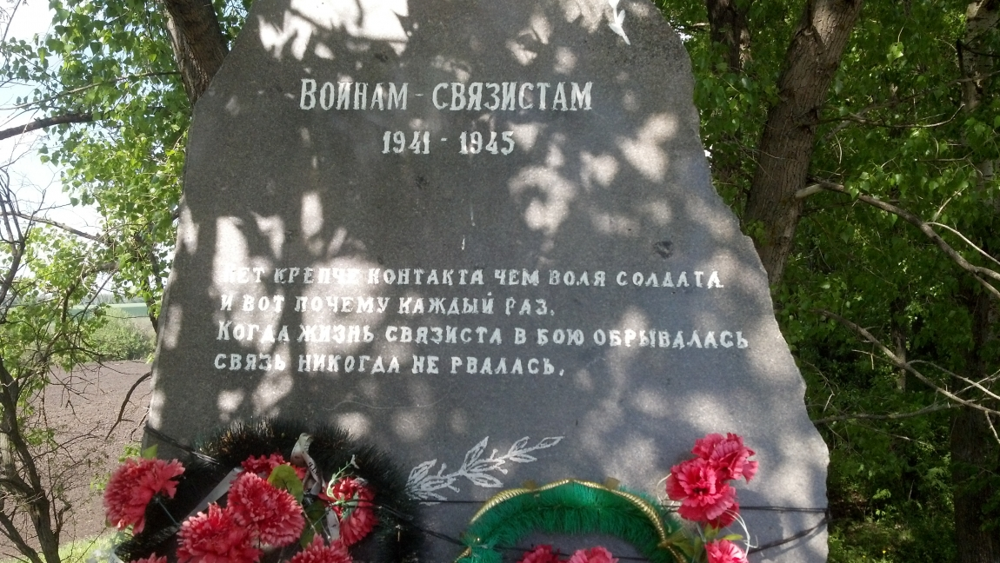 Воинам - связистам
1941 - 1945
Нет крепче контакта чем воля солдата
И вот почему каждый раз,
Когда жизнь связиста в бою обрывалась
связь никогда не рвалась.